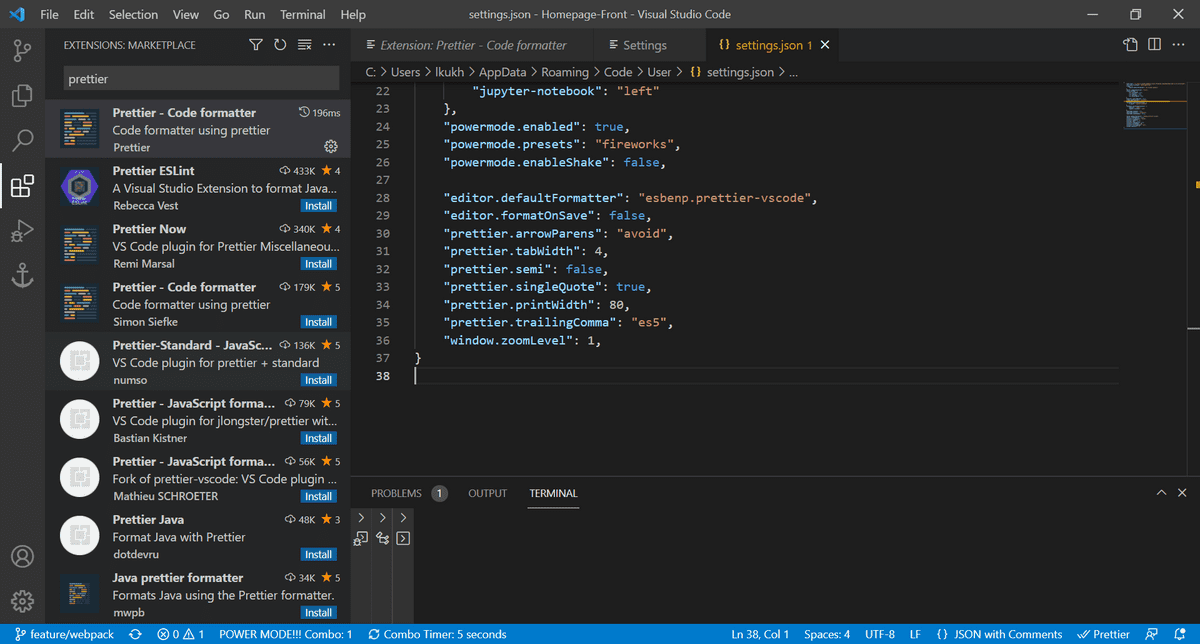 File Edit Selection View Go Run Terminal Help
settings.json - Homepage-Front - Visual Studio Code
EXTENSIONS: MARKETPLACE
prettier
Prettier - Code formatter 196ms
Code formatter using prettier
Prettier
Prettier ESLint 433K ★ 4
A Visual Studio Extension to format Java...
Rebecca Vest Install
Prettier Now 340K ★ 4
VS Code plugin for Prettier Miscellaneou...
Remi Marsal Install
Prettier - Code formatter 179K ★ 5
Code formatter using prettier
Simon Siefke Install
Prettier-Standard - JavaSc... 136K ★ 5
VS Code plugin for prettier + standard
numso Install
Prettier - JavaScript forma... 79K ★ 5
VS Code plugin for jlongster/prettier wit...
Bastian Kistner Install
Prettier - JavaScript forma... 56K ★ 5
Fork of prettier-vscode: VS Code plugin ...
Mathieu SCHROETER Install
Prettier Java 48K ★ 3
Format Java with Prettier
dotdevru Install
Java prettier formatter 34K ★ 5
Formats Java using the Prettier formatter.
mwpb Install
Extension: Prettier - Code formatter
Settings
{} settings.json 1 ×
C: > Users > lkukh > AppData > Roaming > Code > User > {} settings.json > ...
22 "jupyter-notebook": "left"
23 },
24 "powermode.enabled": true,
25 "powermode.presets": "fireworks",
26 "powermode.enableShake": false,
27
28 "editor.defaultFormatter": "esbenp.prettier-vscode",
29 "editor.formatOnSave": false,
30 "prettier.arrowParens": "avoid",
31 "prettier.tabWidth": 4,
32 "prettier.semi": false,
33 "prettier.singleQuote": true,
34 "prettier.printWidth": 80,
35 "prettier.trailingComma": "es5",
36 "window.zoomLevel": 1,
37 }
38
PROBLEMS 1 OUTPUT TERMINAL
feature/webpack 0 1 POWER MODE!!! Combo: 1 Combo Timer: 5 seconds Ln 38, Col 1 Spaces: 4 UTF-8 LF {} JSON with Comments Prettier